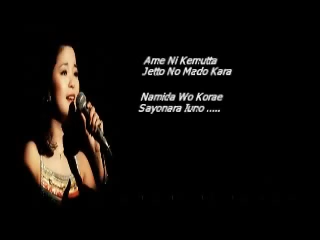 Ame Ni Kemutta
Jetto No Mado Kara
Namida Wo Korae
Sayonara Iuno .....